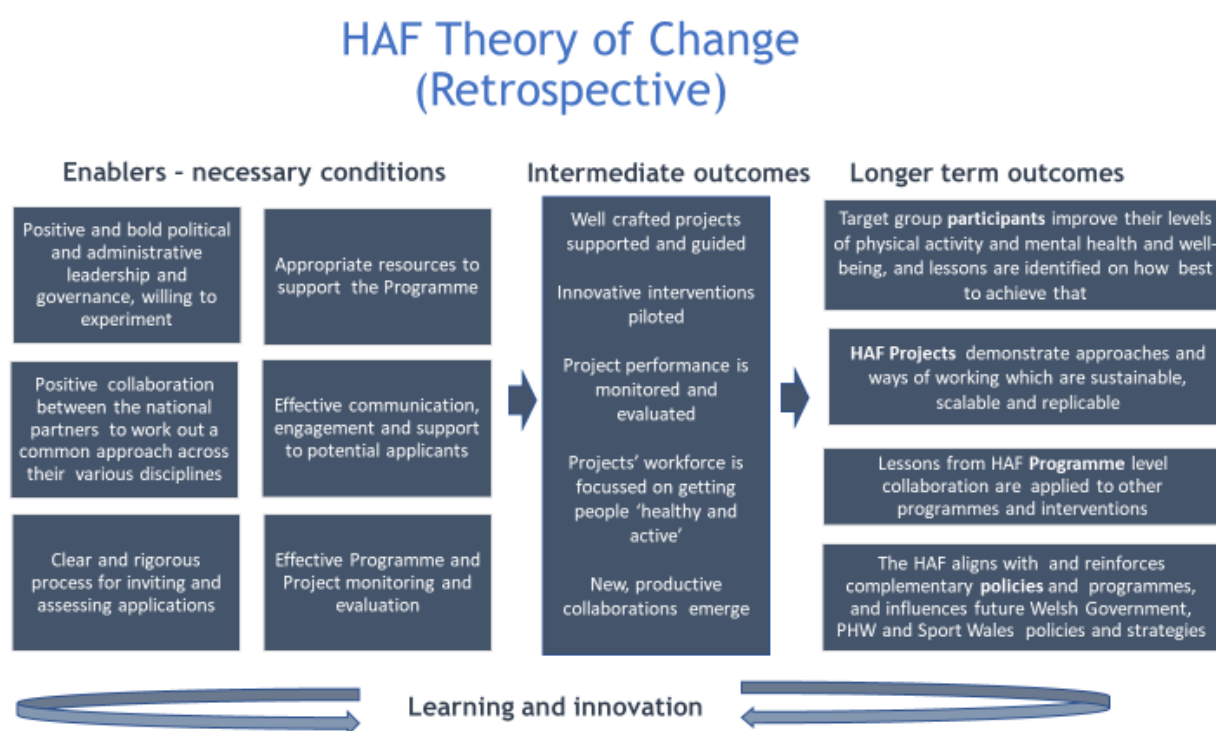 HAF Theory of Change
(Retrospective)
Enablers - necessary conditions
Positive and bold political
and administrative
leadership and
governance, willing to
experiment
Appropriate resources to
support the Programme
Positive collaboration
between the national
partners to work out a
common approach across
their various disciplines
Effective communication,
engagement and support
to potential applicants
Clear and rigorous
process for inviting and
assessing applications
Effective Programme and
Project monitoring and
evaluation
Intermediate outcomes
Well crafted projects
supported and guided
Innovative interventions
piloted
Project performance is
monitored and
evaluated
Projects’ workforce is
focussed on getting
people ‘healthy and
active’
New, productive
collaborations emerge
Longer term outcomes
Target group participants improve their levels
of physical activity and mental health and well-
being, and lessons are identified on how best
to achieve that
HAF Projects demonstrate approaches and
ways of working which are sustainable,
scalable and replicable
Lessons from HAF Programme level
collaboration are applied to other
programmes and interventions
The HAF aligns with and reinforces
complementary policies and programmes,
and influences future Welsh Government,
PHW and Sport Wales policies and strategies
Learning and innovation